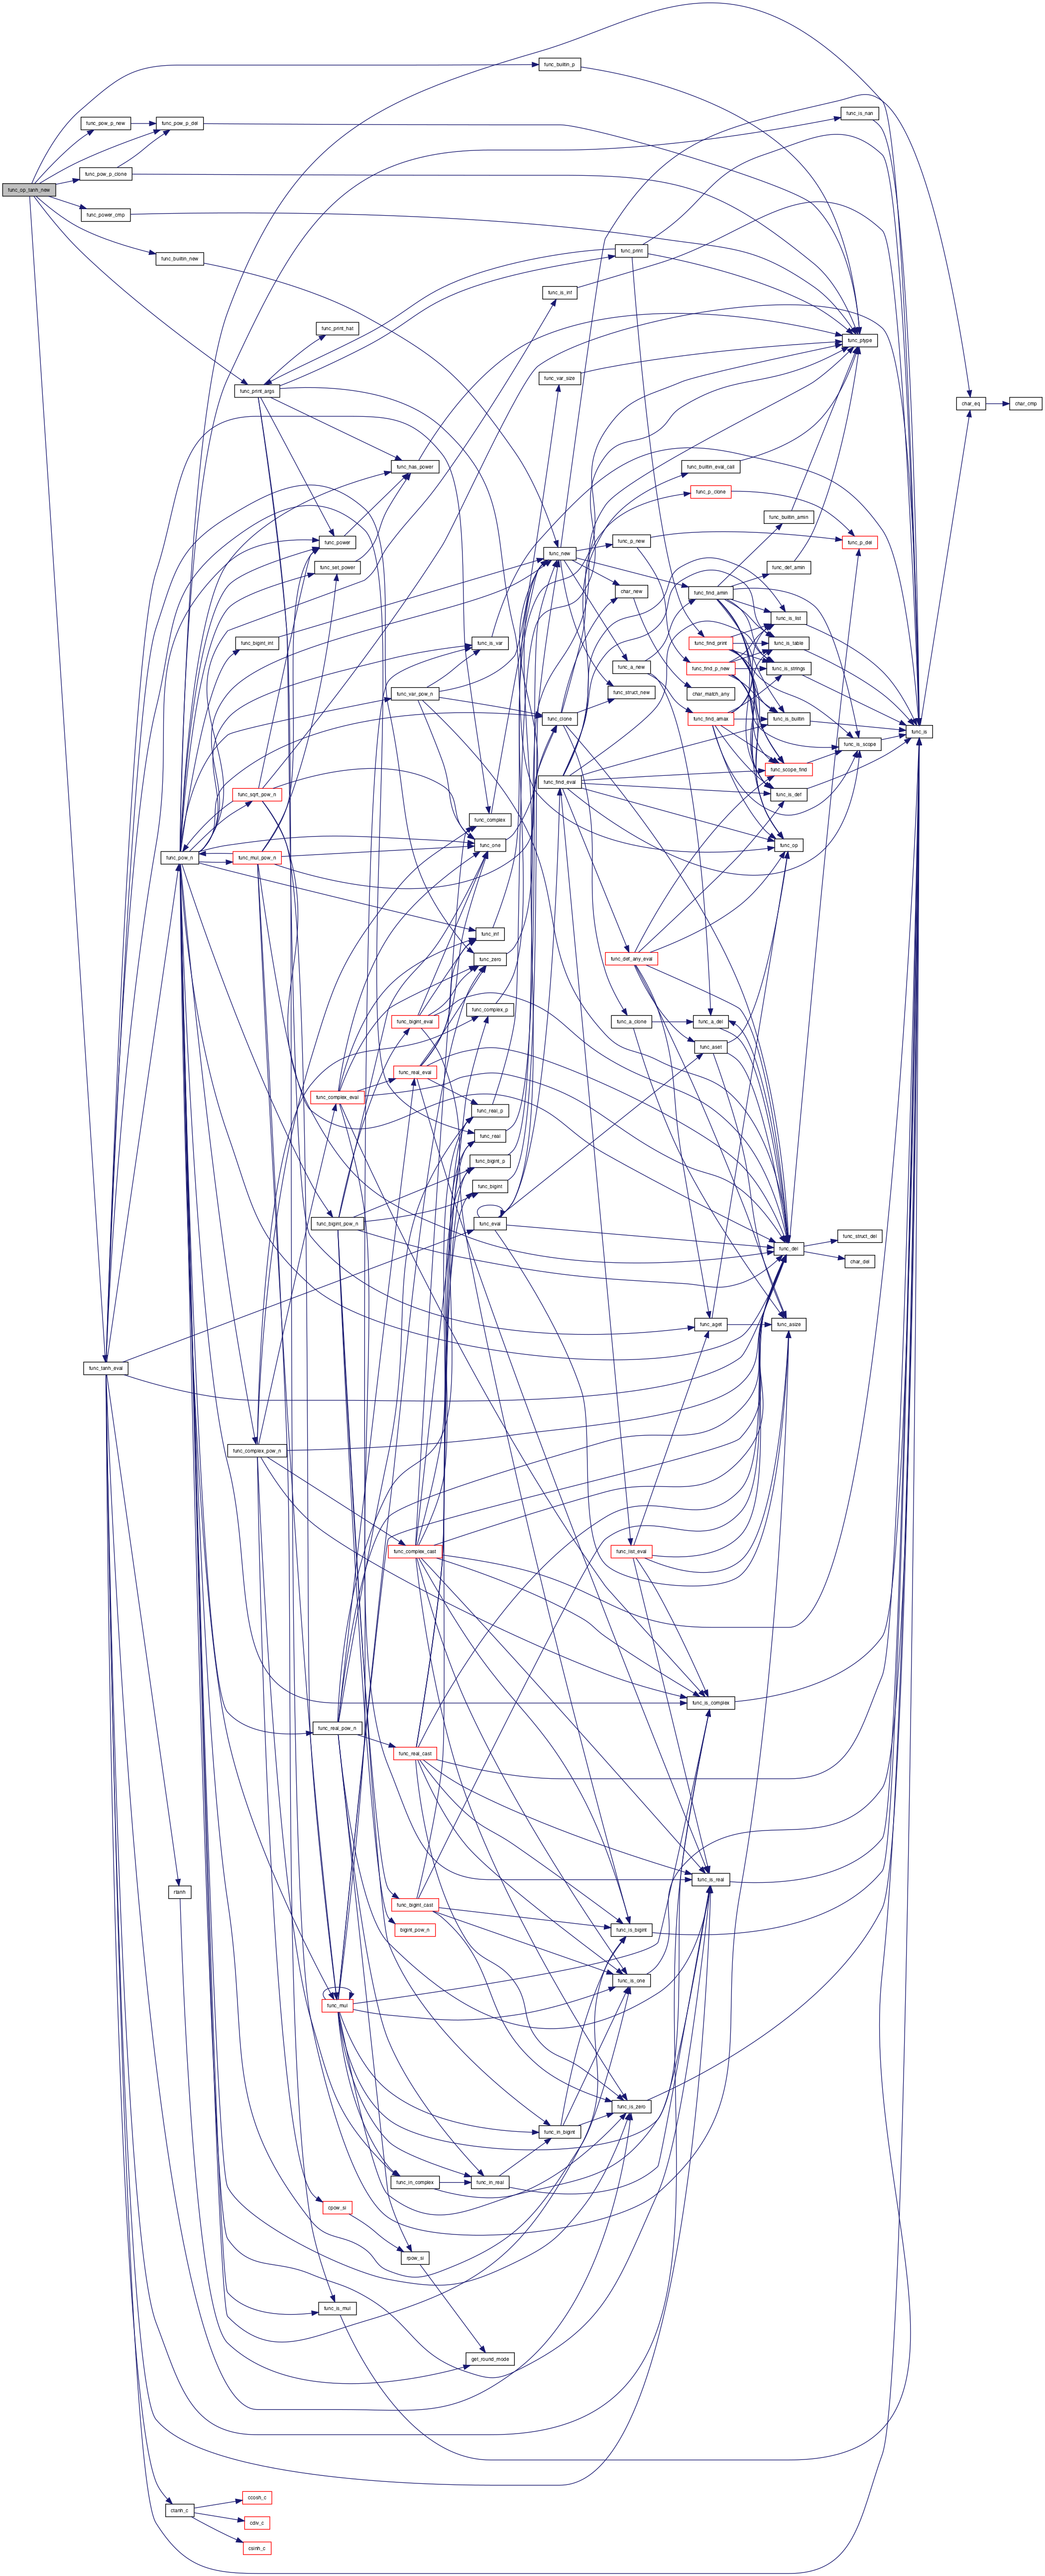 func_builtin_p
func_is_nan
func_pow_p_new
func_pow_p_del
func_pow_p_clone
func_op_tanh_new
func_power_cmp
func_print
func_builtin_new
func_is_inf
func_print_hat
func_ptype
func_var_size
func_print_args
char_eq
char_cmp
func_has_power
func_builtin_eval_call
func_p_clone
func_builtin_amin
func_power
func_p_new
func_p_del
func_new
func_set_power
func_def_amin
char_new
func_find_amin
func_is_list
func_bigint_int
func_is_var
func_find_print
func_is_table
func_a_new
func_find_p_new
func_is_strings
func_var_pow_n
func_struct_new
char_match_any
func_clone
func_find_amax
func_is_builtin
func_is
func_is_scope
func_scope_find
func_find_eval
func_sqrt_pow_n
func_is_def
func_complex
func_one
func_op
func_pow_n
func_mul_pow_n
func_inf
func_zero
func_def_any_eval
func_complex_p
func_bigint_eval
func_a_clone
func_a_del
func_aset
func_real_eval
func_complex_eval
func_real_p
func_real
func_bigint_p
func_bigint
func_bigint_pow_n
func_eval
func_struct_del
func_del
char_del
func_aget
func_asize
func_tanh_eval
func_complex_pow_n
func_complex_cast
func_list_eval
func_is_complex
func_real_pow_n
func_real_cast
func_is_real
rtanh
func_bigint_cast
bigint_pow_n
func_is_bigint
func_is_one
func_mul
func_is_zero
func_in_bigint
func_in_complex
func_in_real
cpow_si
rpow_si
func_is_mul
get_round_mode
ccosh_c
ctanh_c
cdiv_c
csinh_c